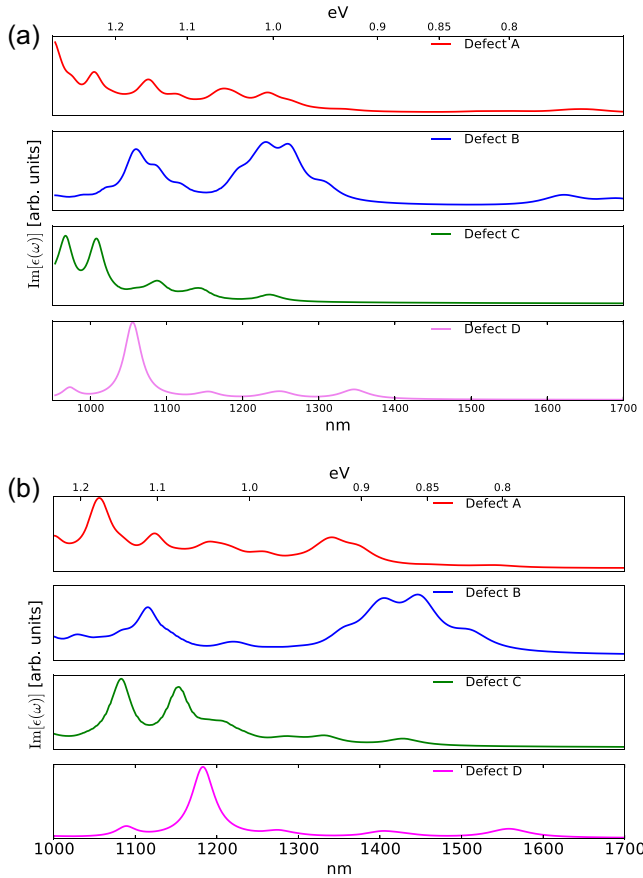 (a)
eV
1.2 1.1 1.0 0.9 0.85 0.8
Defect A
Defect B
Defect C
Defect D
Im[ϵ(ω)] [arb. units]
1000 1100 1200 1300 1400 1500 1600 1700
nm
(b)
eV
1.2 1.1 1.0 0.9 0.85 0.8
Defect A
Defect B
Defect C
Defect D
Im[ϵ(ω)] [arb. units]
1000 1100 1200 1300 1400 1500 1600 1700
nm